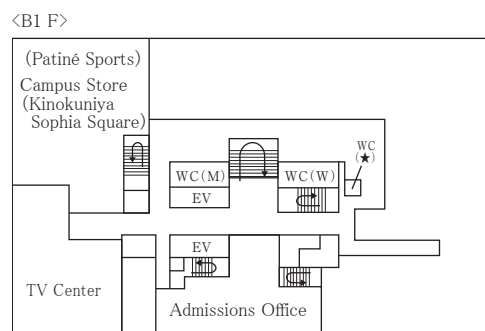 <B1 F>
(Patiné Sports)
Campus Store
(Kinokuniya
Sophia Square)
WC
(★)
WC(M)
WC(W)
EV
EV
TV Center
Admissions Office